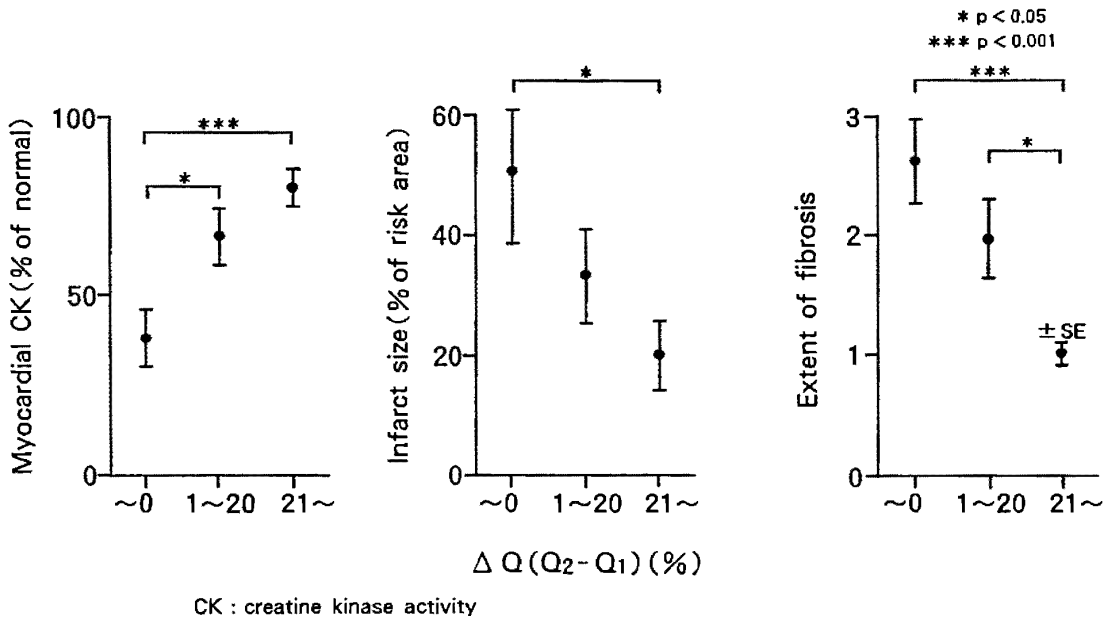 * p < 0.05
*** p < 0.001
Myocardial CK (% of normal)
100
50
0
***
*
~0 1~20 21~
Infarct size (% of risk area)
60
40
20
0
*
~0 1~20 21~
Extent of fibrosis
3
2
1
0
***
*
± SE
~0 1~20 21~
Δ Q (Q₂-Q₁) (%)
CK : creatine kinase activity